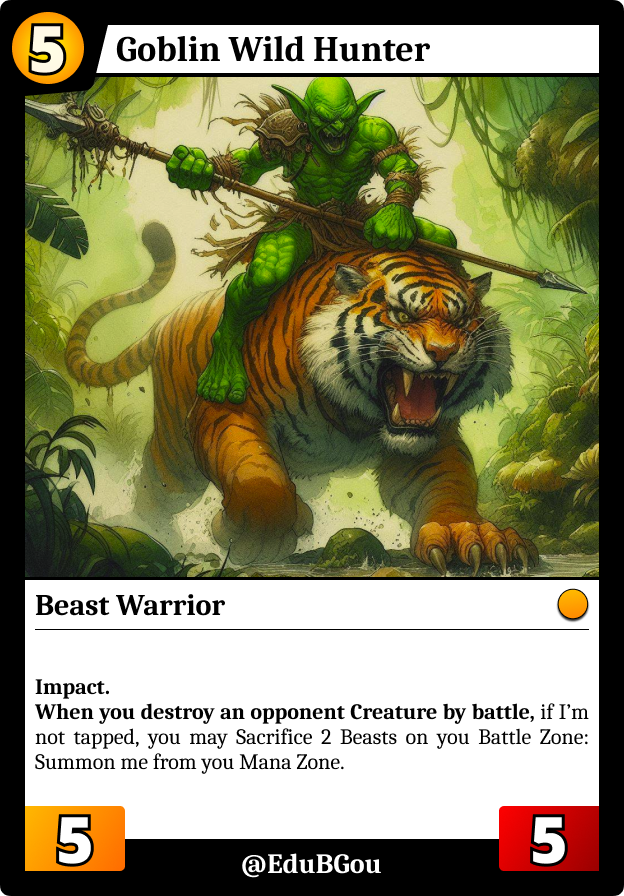 5
Goblin Wild Hunter
Beast Warrior
Impact.
When you destroy an opponent Creature by battle, if I’m
not tapped, you may Sacrifice 2 Beasts on you Battle Zone:
Summon me from you Mana Zone.
5
@EduBGou
5